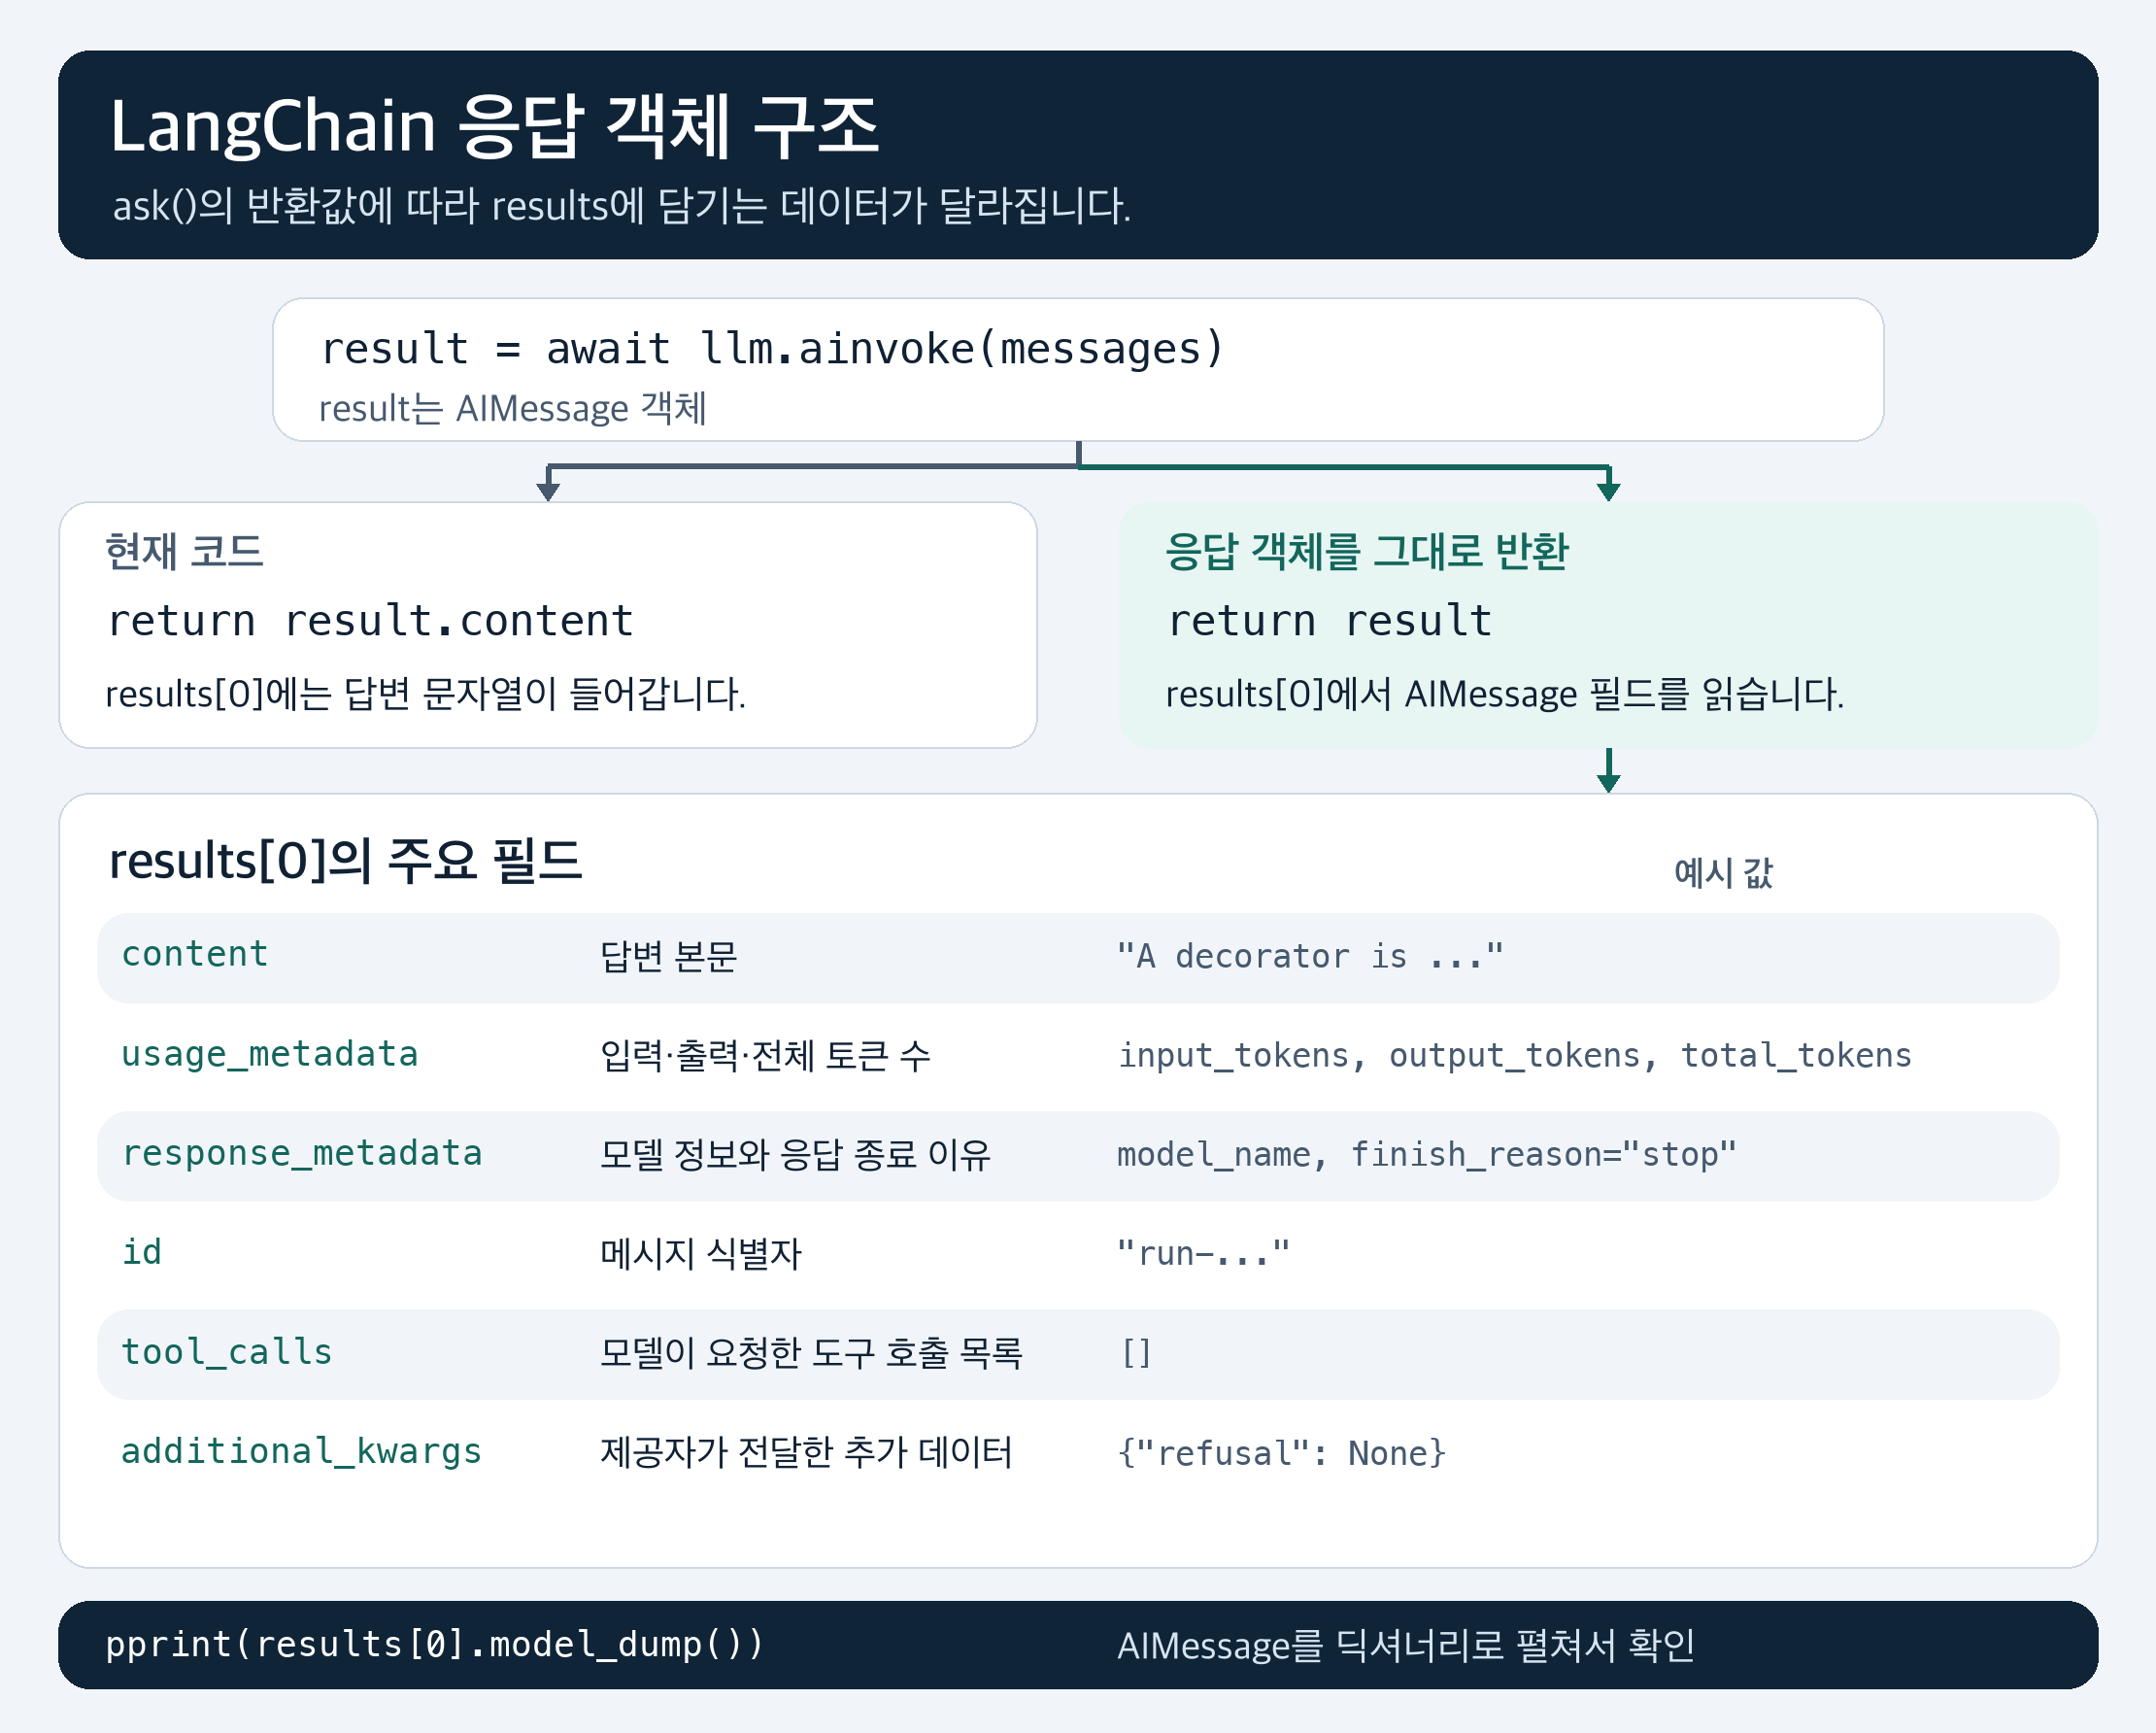 LangChain 응답 객체 구조
ask()의 반환값에 따라 results에 담기는 데이터가 달라집니다.
result = await llm.ainvoke(messages)
result는 AIMessage 객체
현재 코드
return result.content
results[0]에는 답변 문자열이 들어갑니다.
응답 객체를 그대로 반환
return result
results[0]에서 AIMessage 필드를 읽습니다.
results[0]의 주요 필드
예시 값
content 답변 본문 "A decorator is ..."
usage_metadata 입력·출력·전체 토큰 수 input_tokens, output_tokens, total_tokens
response_metadata 모델 정보와 응답 종료 이유 model_name, finish_reason="stop"
id 메시지 식별자 "run-..."
tool_calls 모델이 요청한 도구 호출 목록 []
additional_kwargs 제공자가 전달한 추가 데이터 {"refusal": None}
pprint(results[0].model_dump()) AIMessage를 딕셔너리로 펼쳐서 확인